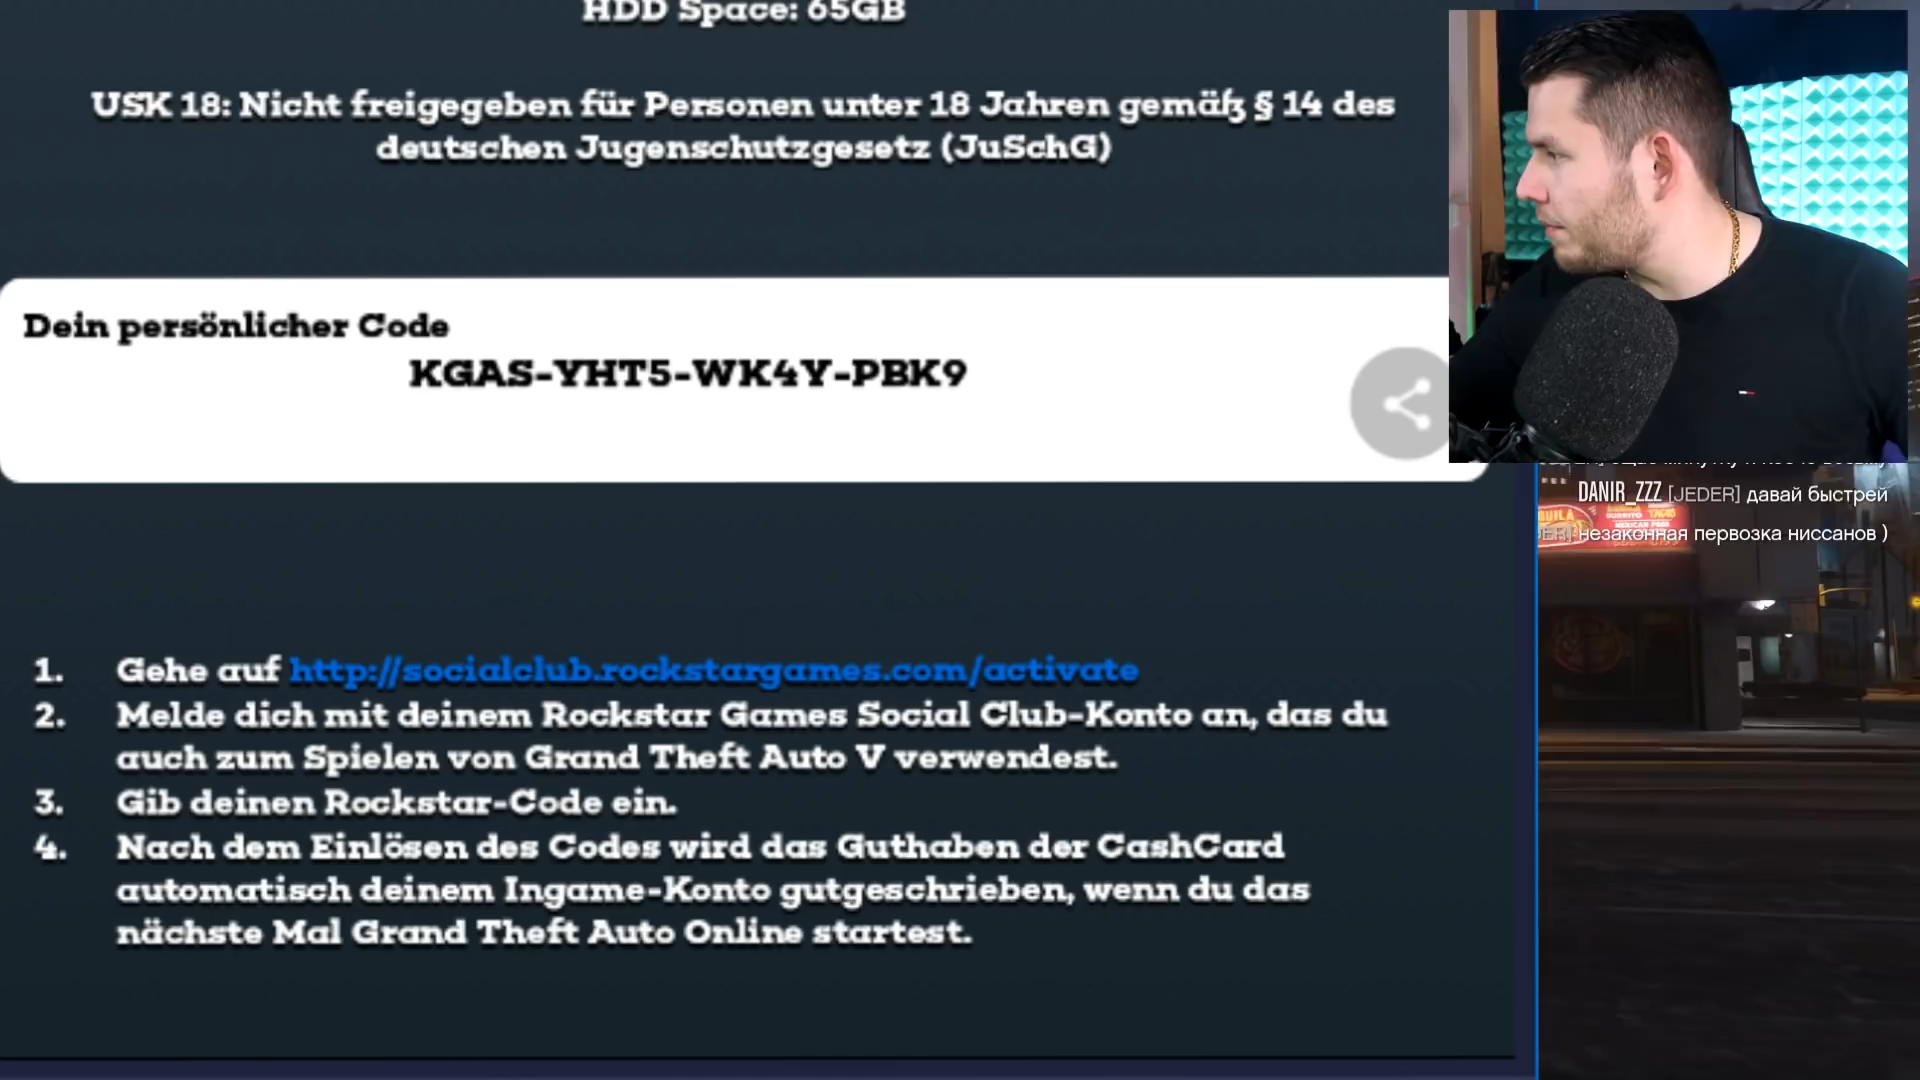 HDD Space: 65GB
USK 18: Nicht freigegeben für Personen unter 18 Jahren gemäß § 14 des
deutschen Jugenschutzgesetz (JuSchG)
Dein persönlicher Code
KGAS-YHT5-WK4Y-PBK9
DANIR_ZZZ [JEDER] давай быстрей
незаконная первозка ниссанов )
1. Gehe auf http://socialclub.rockstargames.com/activate
2. Melde dich mit deinem Rockstar Games Social Club-Konto an, das du
auch zum Spielen von Grand Theft Auto V verwendest.
3. Gib deinen Rockstar-Code ein.
4. Nach dem Einlösen des Codes wird das Guthaben der CashCard
automatisch deinem Ingame-Konto gutgeschrieben, wenn du das
nächste Mal Grand Theft Auto Online startest.